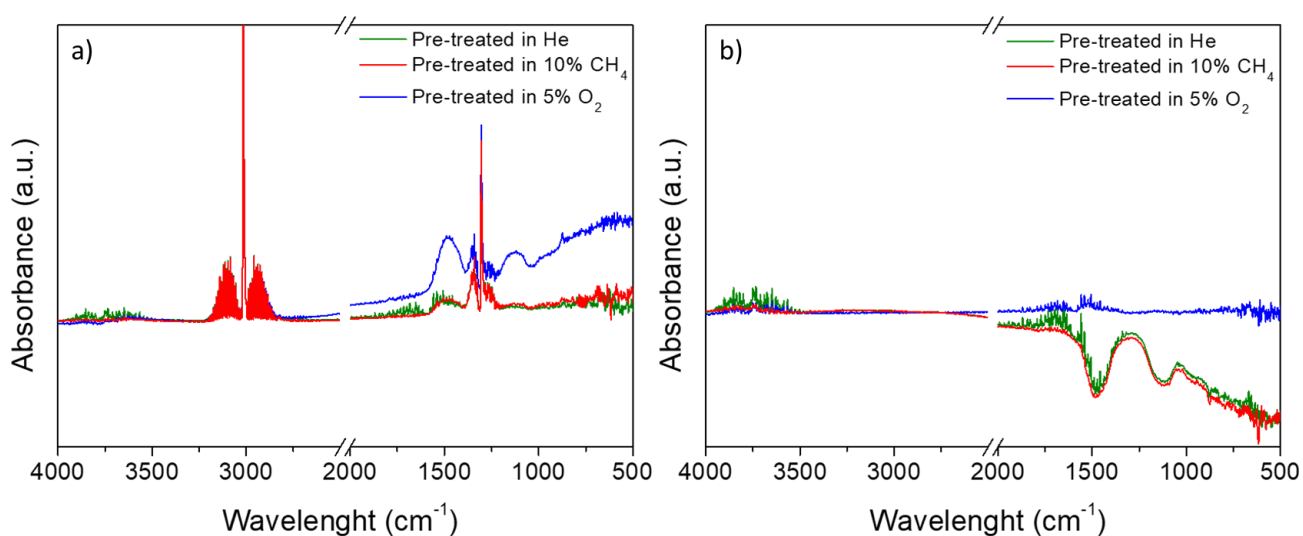 a)
Pre-treated in He
Pre-treated in 10% CH4
Pre-treated in 5% O2
Absorbance (a.u.)
4000 3500 3000 2000 1500 1000 500
Wavelenght (cm-1)
b)
Pre-treated in He
Pre-treated in 10% CH4
Pre-treated in 5% O2
Absorbance (a.u.)
4000 3500 3000 2000 1500 1000 500
Wavelenght (cm-1)